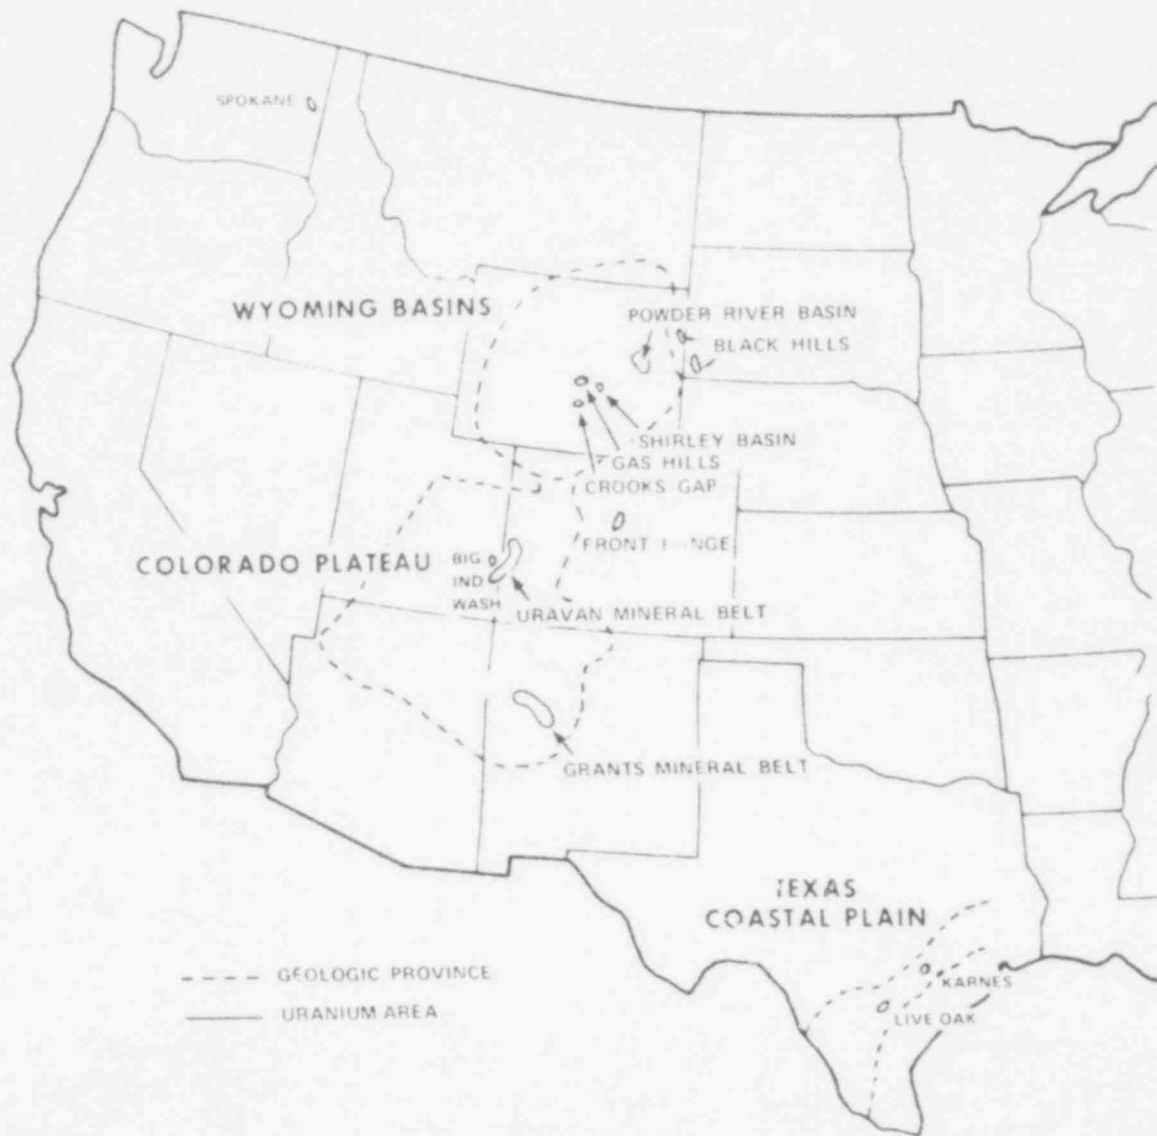 SPOKANE
WYOMING BASINS
POWDER RIVER BASIN
BLACK HILLS
SHIRLEY BASIN
GAS HILLS
CROOKS GAP
FRONT
COLORADO PLATEAU
BIG
IND
WASH
URAVAN MINERAL BELT
GRANTS MINERAL BELT
TEXAS
COASTAL PLAIN
KARNES
LIVE OAK
GEOLOGIC PROVINCE
URANIUM AREA